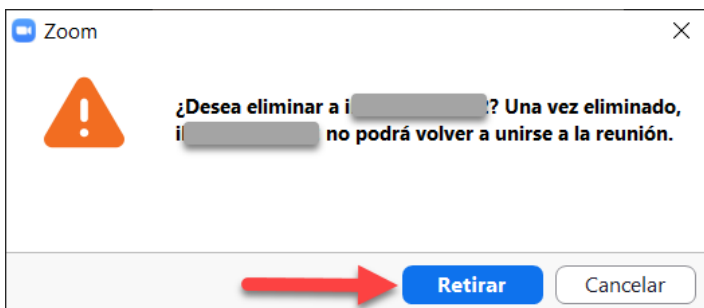 Zoom
¿Desea eliminar a i ? Una vez eliminado,
i no podrá volver a unirse a la reunión.
Retirar
Cancelar